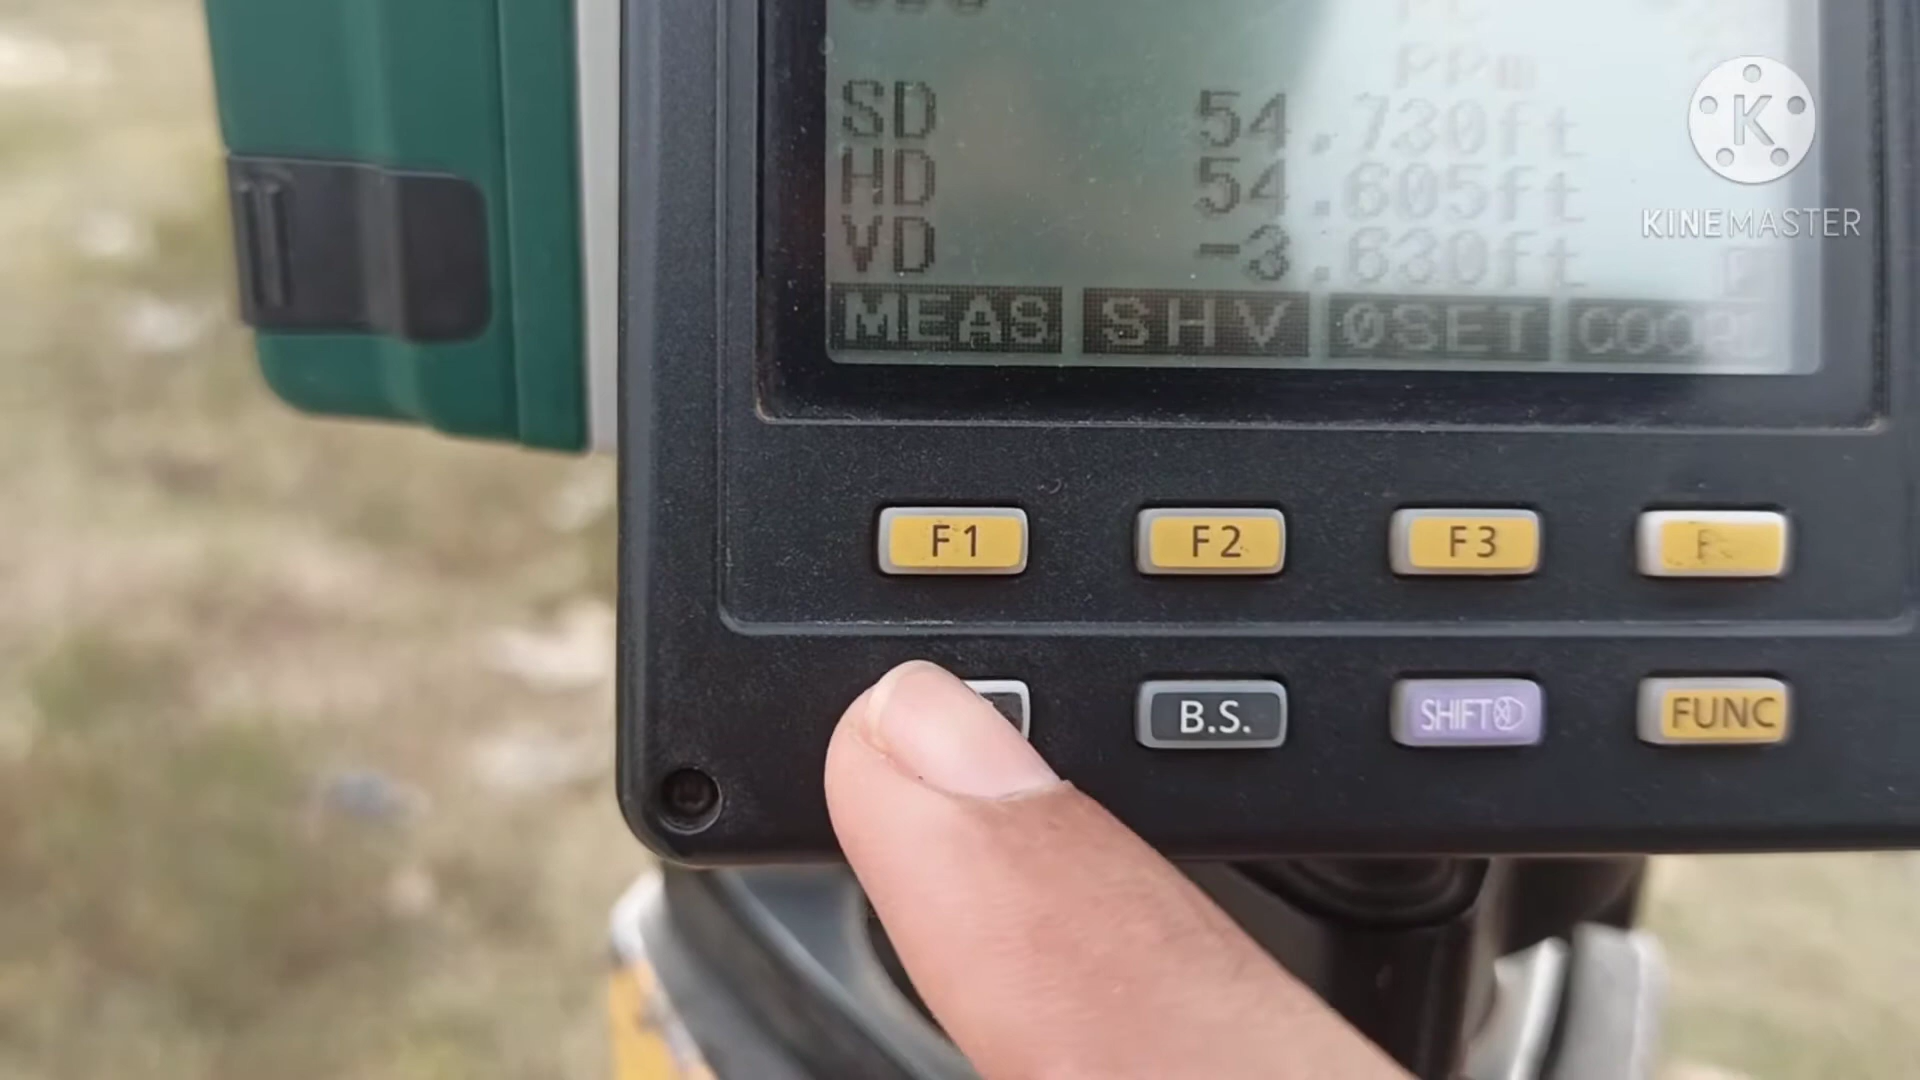 ppm
SD 54.730ft
HD 54.605ft
VD -3.630ft
MEAS SHV 0SET
K
KINEMASTER
F1 F2 F3
B.S. SHIFT FUNC